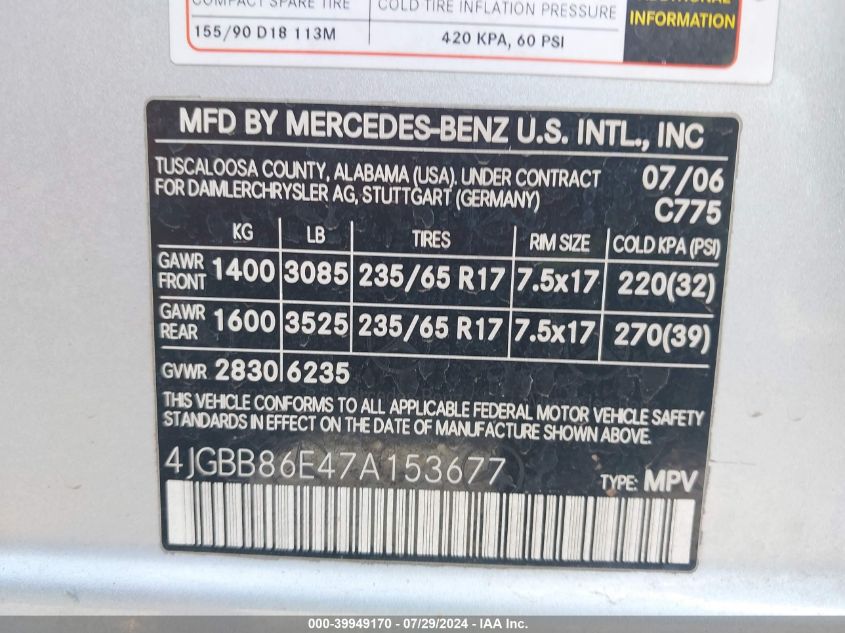 COMPACT SPARE TIRE COLD TIRE INFLATION PRESSURE
155/90 D18 113M 420 KPA, 60 PSI
ADDITIONAL
INFORMATION
MFD BY MERCEDES-BENZ U.S. INTL., INC
TUSCALOOSA COUNTY, ALABAMA (USA). UNDER CONTRACT 07/06
FOR DAIMLERCHRYSLER AG, STUTTGART (GERMANY) C775
KG LB TIRES RIM SIZE COLD KPA (PSI)
GAWR FRONT 1400 3085 235/65 R17 7.5x17 220(32)
GAWR REAR 1600 3525 235/65 R17 7.5x17 270(39)
GVWR 2830 6235
THIS VEHICLE CONFORMS TO ALL APPLICABLE FEDERAL MOTOR VEHICLE SAFETY
STANDARDS IN EFFECT ON THE DATE OF MANUFACTURE SHOWN ABOVE.
4JGBB86E47A153677 TYPE: MPV
000-39949170 - 07/29/2024 - IAA Inc.